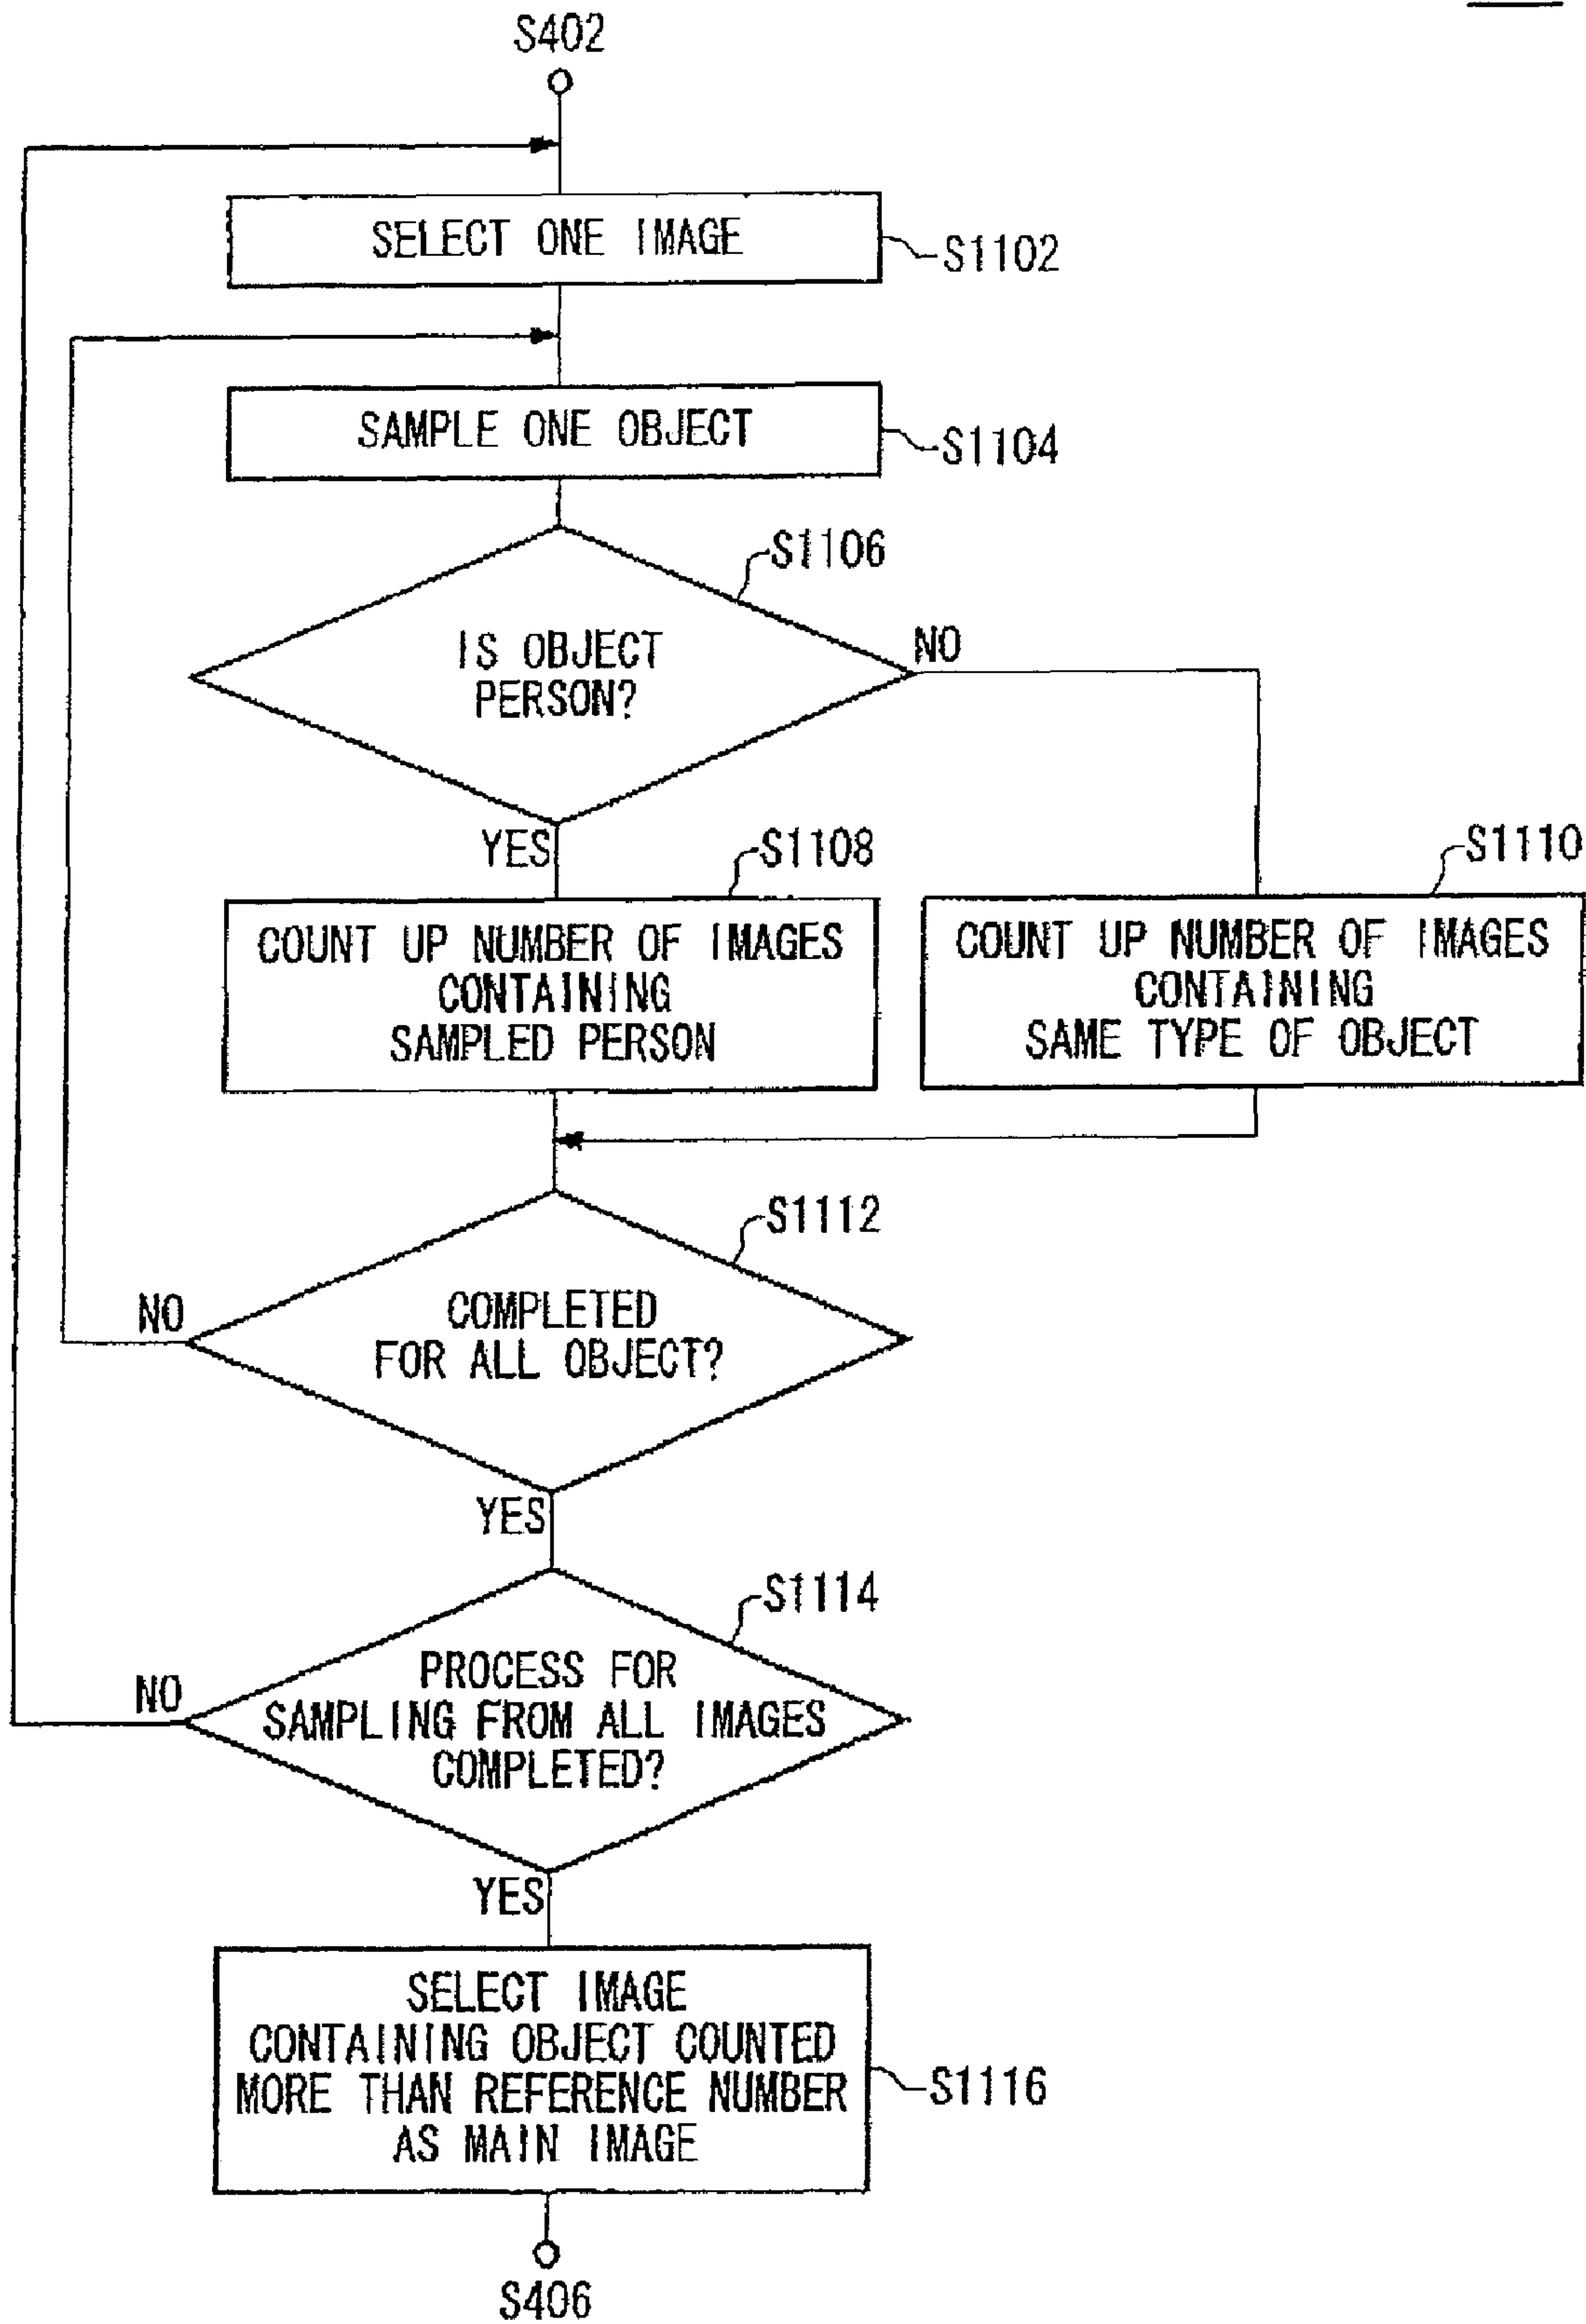 S402
SELECT ONE IMAGE
S1102
SAMPLE ONE OBJECT
S1104
S1106
IS OBJECT
PERSON?
NO
YES
S1108
COUNT UP NUMBER OF IMAGES
CONTAINING
SAMPLED PERSON
S1110
COUNT UP NUMBER OF IMAGES
CONTAINING
SAME TYPE OF OBJECT
S1112
COMPLETED
FOR ALL OBJECT?
NO
YES
S1114
PROCESS FOR
SAMPLING FROM ALL IMAGES
COMPLETED?
NO
YES
SELECT IMAGE
CONTAINING OBJECT COUNTED
MORE THAN REFERENCE NUMBER
AS MAIN IMAGE
S1116
S406